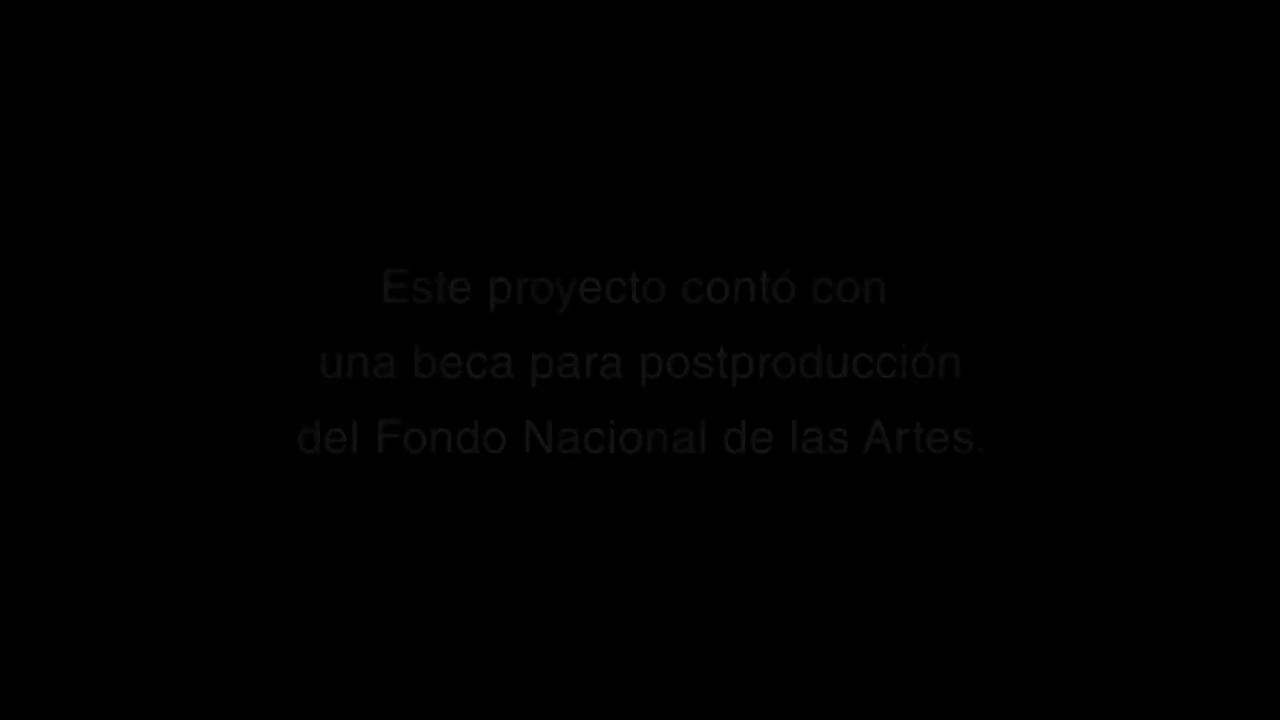 Este proyecto contó con
una beca para postproducción
del Fondo Nacional de las Artes.